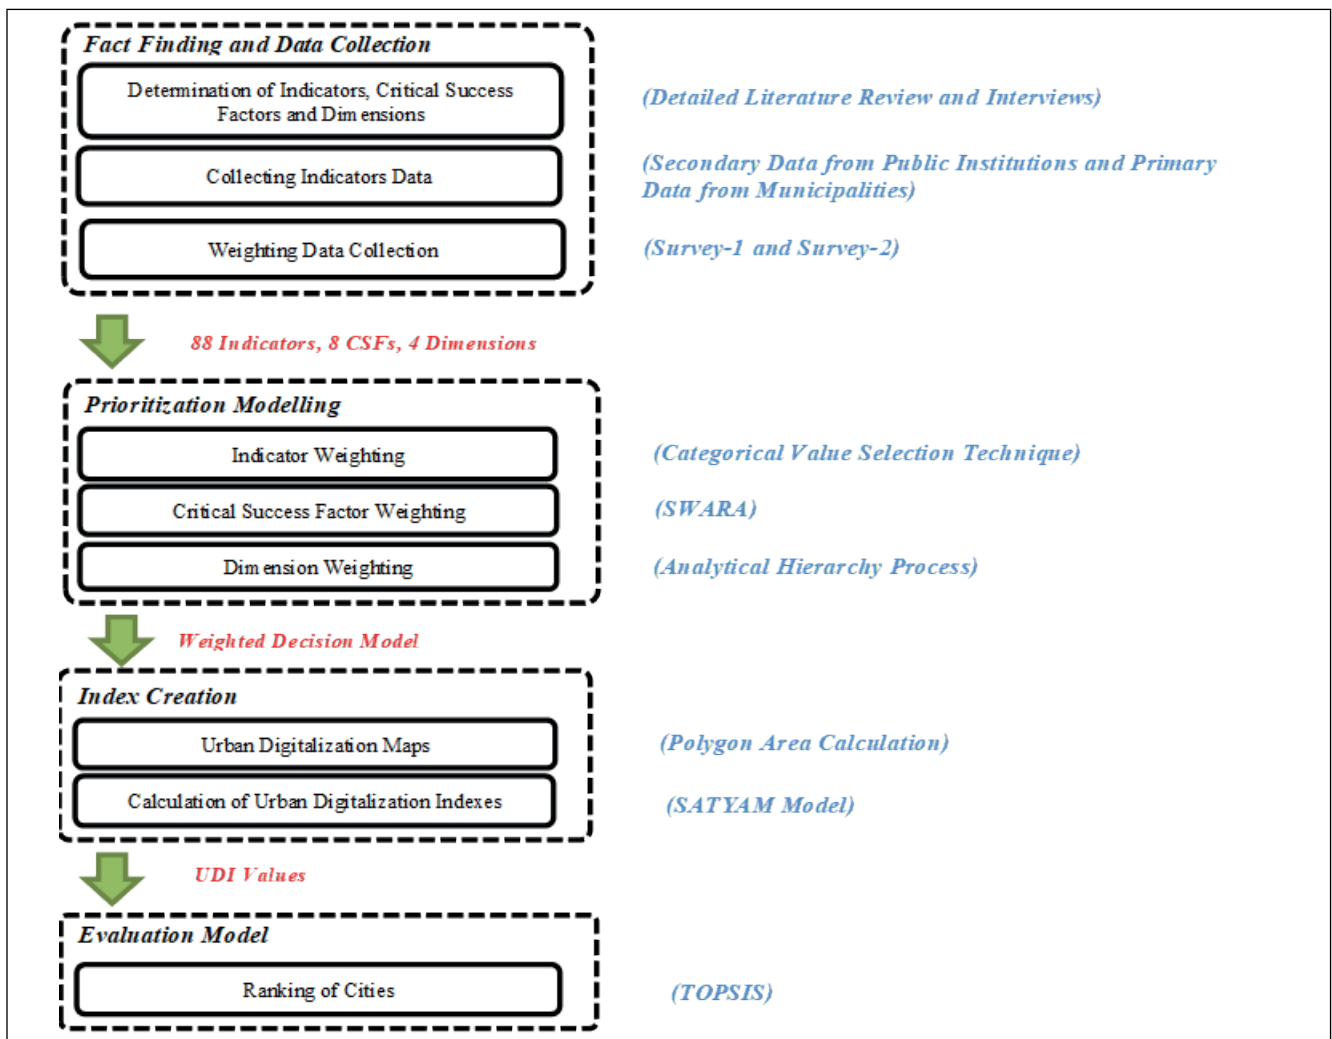 Fact Finding and Data Collection
Determination of Indicators, Critical Success
Factors and Dimensions
(Detailed Literature Review and Interviews)
Collecting Indicators Data
(Secondary Data from Public Institutions and Primary
Data from Municipalities)
Weighting Data Collection
(Survey-1 and Survey-2)
88 Indicators, 8 CSFs, 4 Dimensions
Prioritization Modelling
Indicator Weighting
(Categorical Value Selection Technique)
Critical Success Factor Weighting
(SWARA)
Dimension Weighting
(Analytical Hierarchy Process)
Weighted Decision Model
Index Creation
Urban Digitalization Maps
(Polygon Area Calculation)
Calculation of Urban Digitalization Indexes
(SATYAM Model)
UDI Values
Evaluation Model
Ranking of Cities
(TOPSIS)